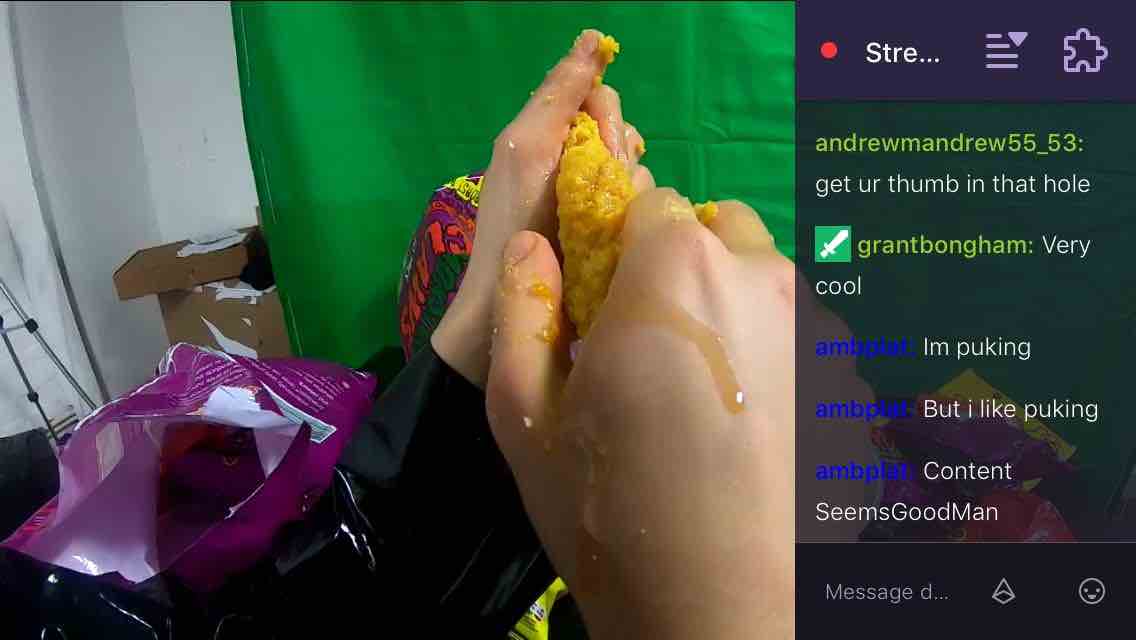 Stre...
andrewmandrew55_53:
get ur thumb in that hole
grantbongham: Very
cool
ambplat: Im puking
ambplat: But i like puking
ambplat: Content
SeemsGoodMan
Message d...